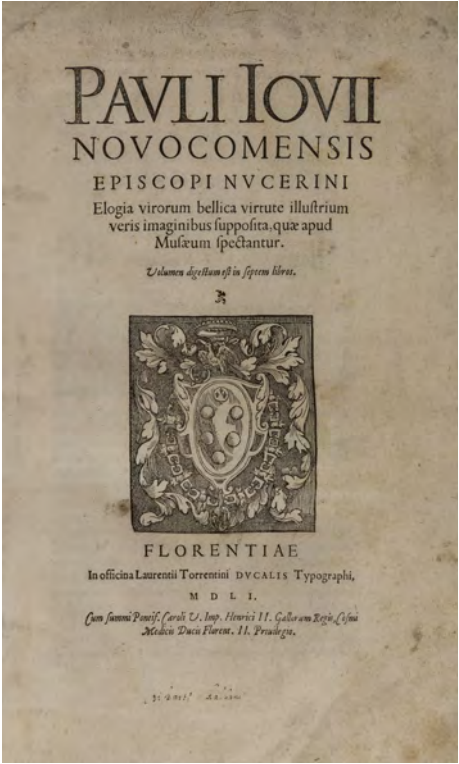 PAVLI IOVII
NOVOCOMENSIS
EPISCOPI NVCERINI
Elogia virorum bellica virtute illuſtrium
veris imaginibus ſuppoſita, quæ apud
Muſæum ſpectantur.
Volumen digeſtum eſt in ſeptem libros.
FLORENTIAE
In officina Laurentii Torrentini DVCALIS Typographi,
MDLI.
Cum ſummi Pontif. Caroli V. Imp. Henrici II. Gallorum Regis, Coſmi
Medicis Ducis Florent. II. Priuilegio.